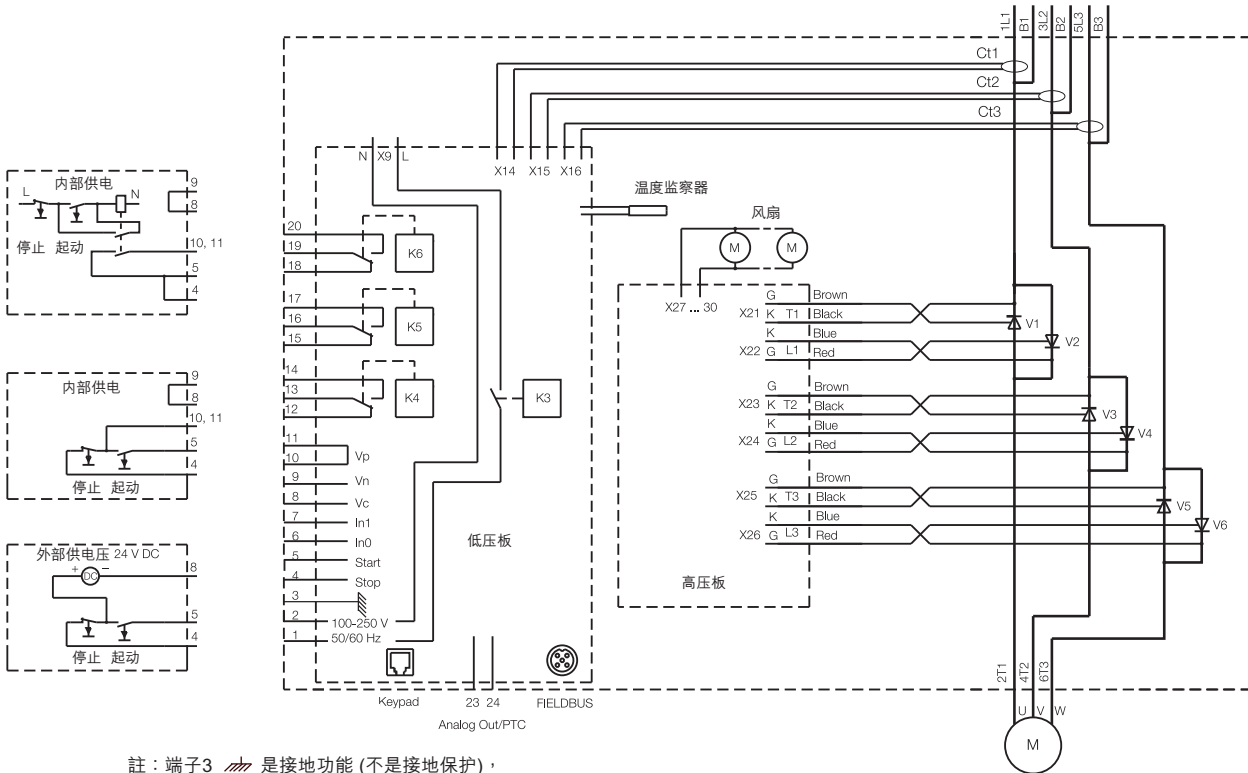 1L1
B1
3L2
B2
5L3
B3
Ct1
Ct2
Ct3
N X9 L
X14 X15 X16
温度监察器
风扇
M M
X27 ... 30
内部供电
L N
停止 起动
9
8
10, 11
5
4
内部供电
9
8
10, 11
5
4
停止 起动
外部供电压 24 V DC
+ DC −
8
5
4
停止 起动
20
19
18
K6
17
16
15
K5
14
13
12
K4
K3
11
10
Vp
9 Vn
8 Vc
7 In1
6 In0
5 Start
4 Stop
3
2 100-250 V
1 50/60 Hz
低压板
Keypad
23 24
Analog Out/PTC
FIELDBUS
G Brown
X21 K T1 Black
K Blue
X22 G L1 Red
G Brown
X23 K T2 Black
K Blue
X24 G L2 Red
G Brown
X25 K T3 Black
K Blue
X26 G L3 Red
高压板
V1
V2
V3
V4
V5
V6
2T1
4T2
6T3
U V W
M
註：端子3 是接地功能 (不是接地保护)，